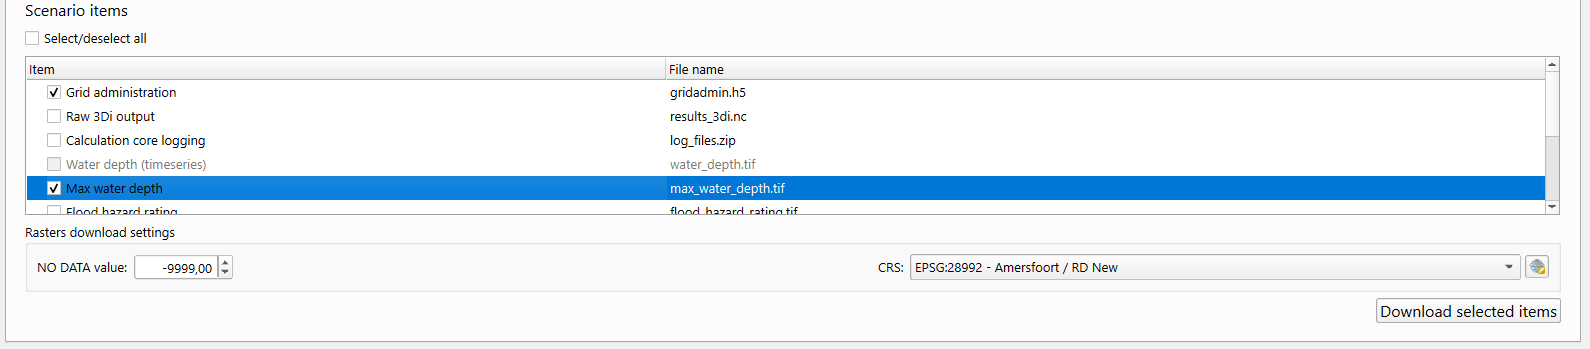 Scenario items
Select/deselect all
Item File name
Grid administration gridadmin.h5
Raw 3Di output results_3di.nc
Calculation core logging log_files.zip
Water depth (timeseries) water_depth.tif
Max water depth max_water_depth.tif
Flood hazard rating flood_hazard_rating.tif
Rasters download settings
NO DATA value: -9999,00 CRS: EPSG:28992 - Amersfoort / RD New
Download selected items